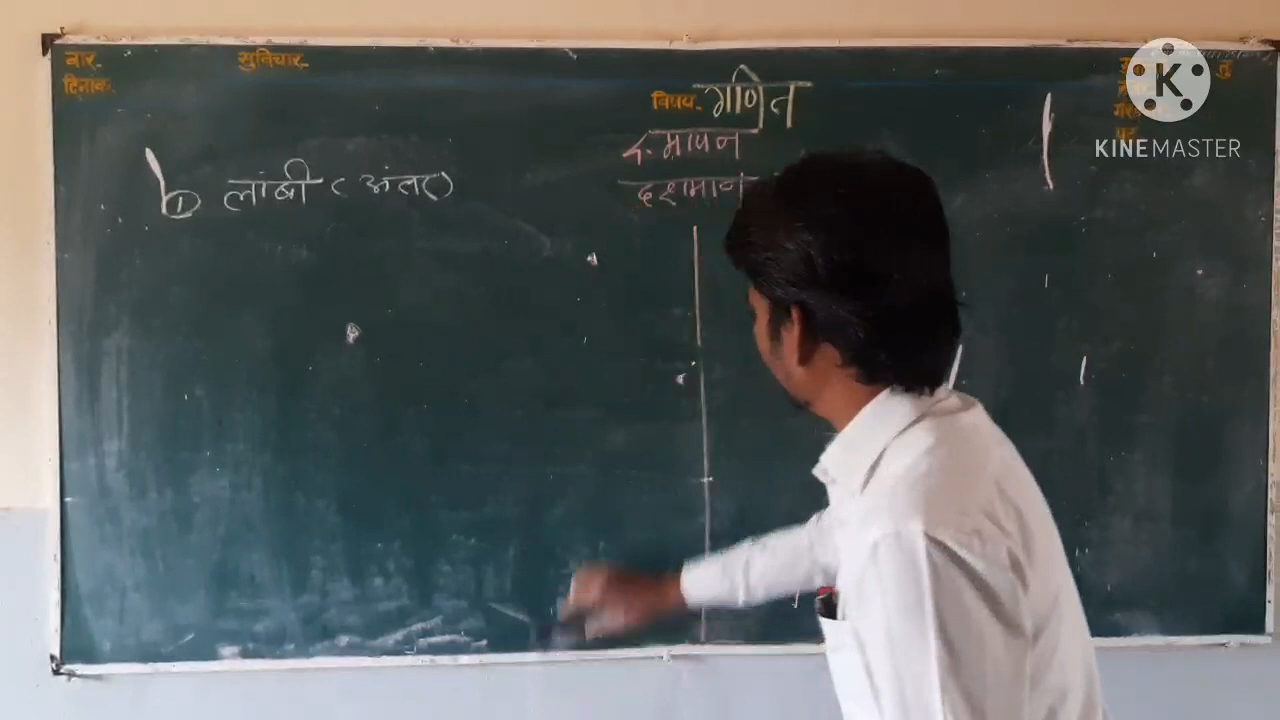 वार-
दिनांक-
सुविचार-
विषय- गणित
८. मापन
दशमान
① लांबी (अंतर)
K
KINEMASTER